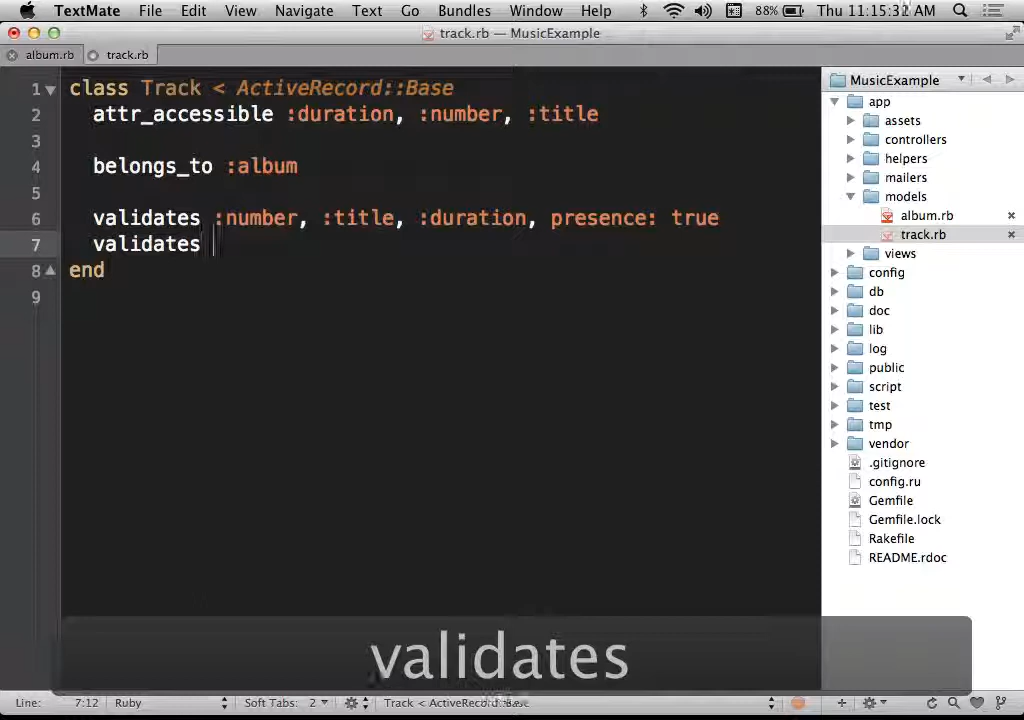 TextMate File Edit View Navigate Text Go Bundles Window Help 88% Thu 11:15:32 AM
track.rb — MusicExample
album.rb track.rb
1 class Track < ActiveRecord::Base
2 attr_accessible :duration, :number, :title
3
4 belongs_to :album
5
6 validates :number, :title, :duration, presence: true
7 validates
8 end
9
MusicExample
app
assets
controllers
helpers
mailers
models
album.rb
track.rb
views
config
db
doc
lib
log
public
script
test
tmp
vendor
.gitignore
config.ru
Gemfile
Gemfile.lock
Rakefile
README.rdoc
validates
Line: 7:12 Ruby Soft Tabs: 2 Track < ActiveRecord::Base